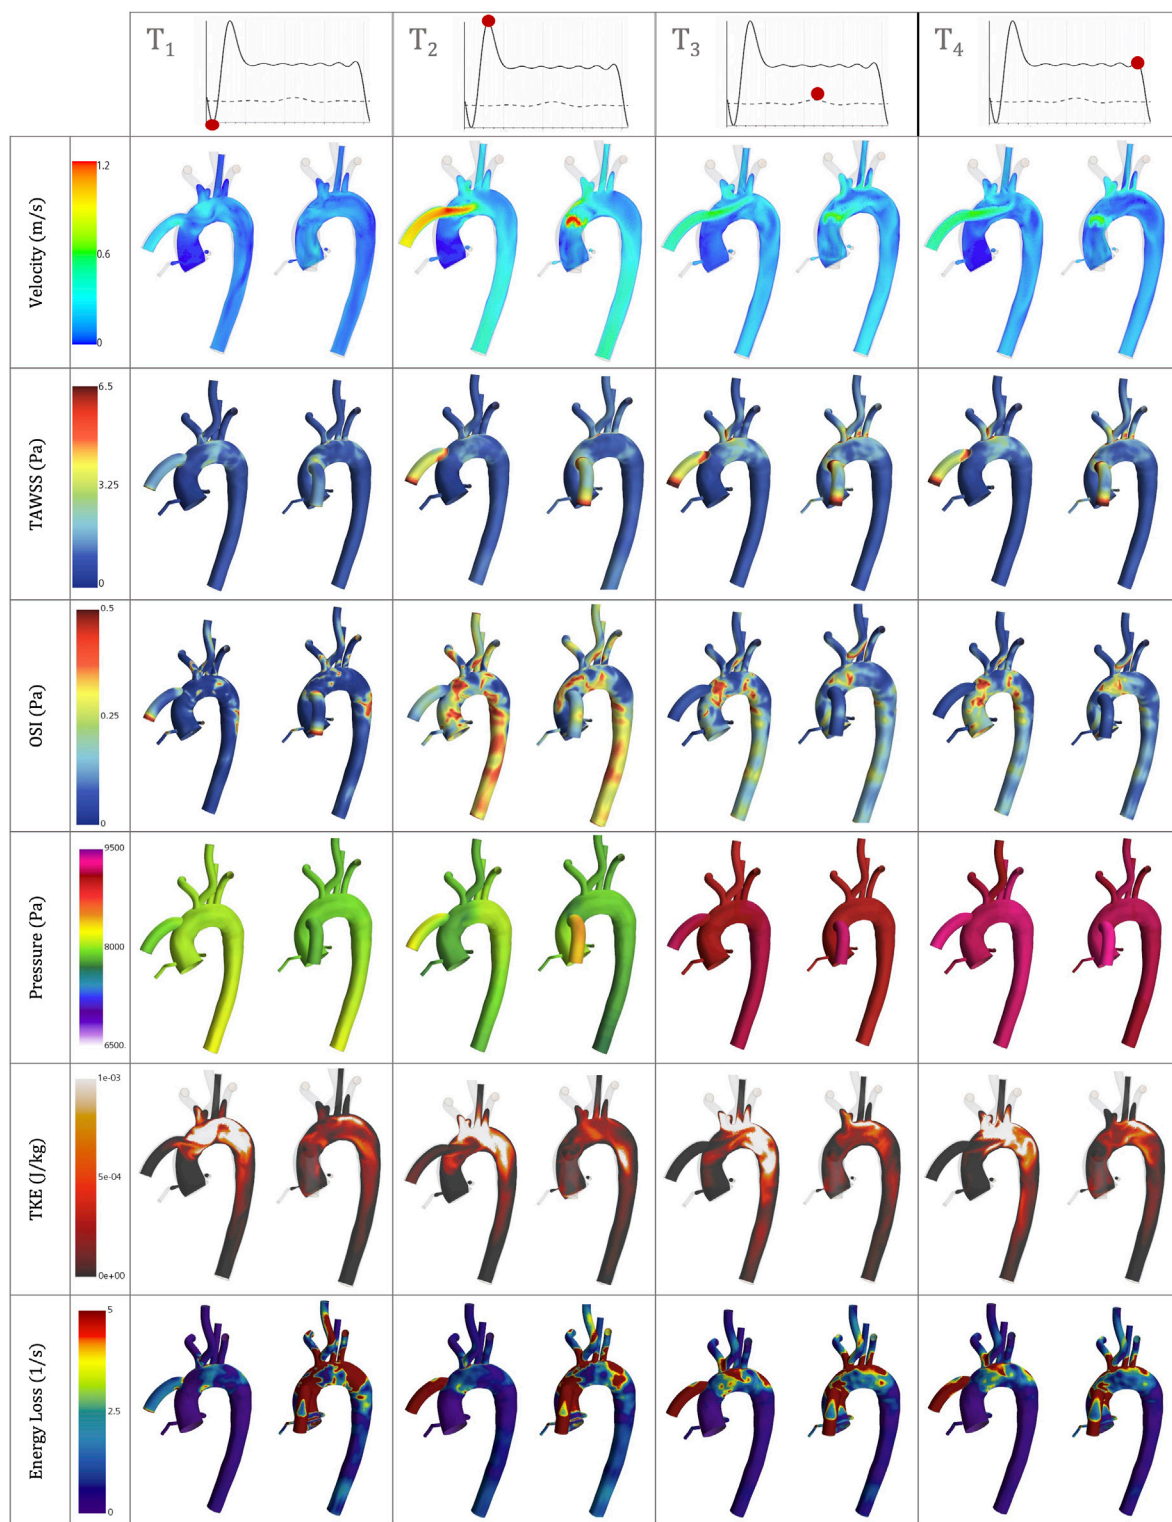 T1 T2 T3 T4
Velocity (m/s)
1.2
0.6
0
TAWSS (Pa)
6.5
3.25
0
OSI (Pa)
0.5
0.25
0
Pressure (Pa)
9500
8000
6500.
TKE (J/kg)
1e-03
5e-04
0e+00
Energy Loss (1/s)
5
2.5
0